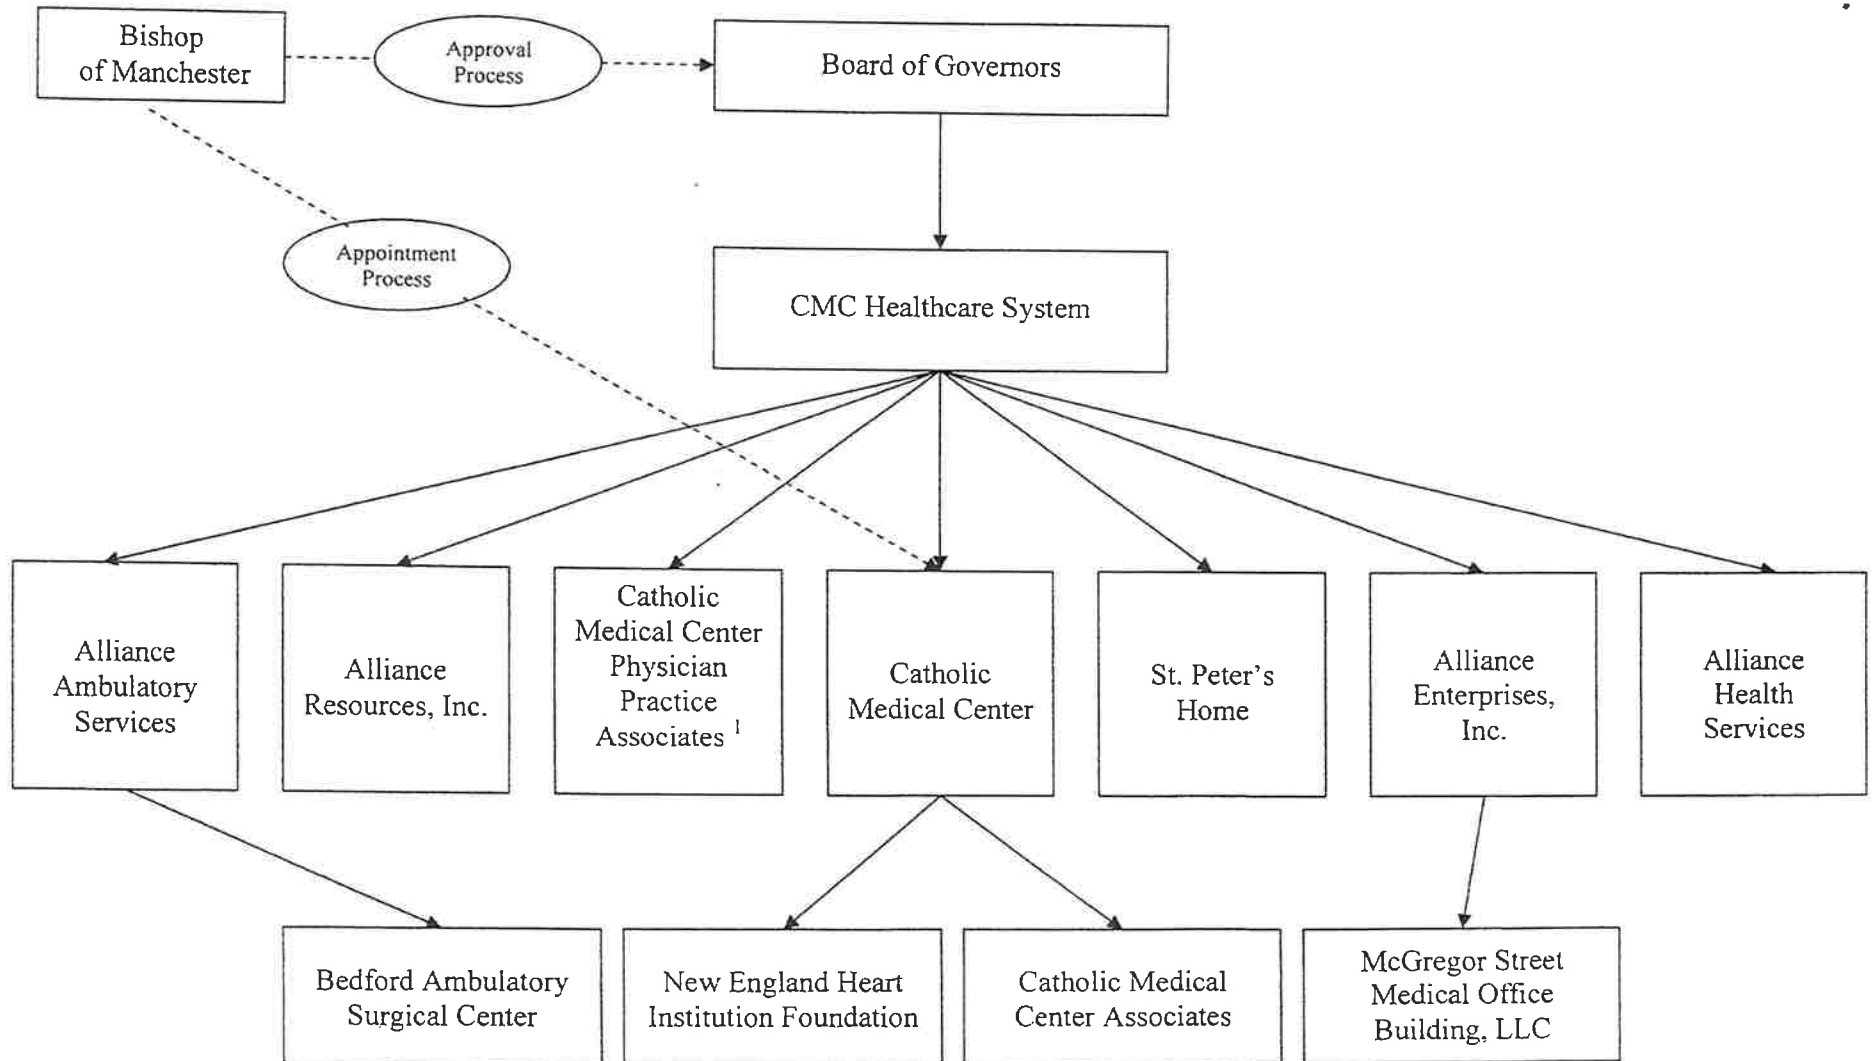 Bishop
of Manchester
Approval
Process
Board of Governors
Appointment
Process
CMC Healthcare System
Alliance
Ambulatory
Services
Alliance
Resources, Inc.
Catholic
Medical Center
Physician
Practice
Associates 1
Catholic
Medical Center
St. Peter's
Home
Alliance
Enterprises,
Inc.
Alliance
Health
Services
Bedford Ambulatory
Surgical Center
New England Heart
Institution Foundation
Catholic Medical
Center Associates
McGregor Street
Medical Office
Building, LLC